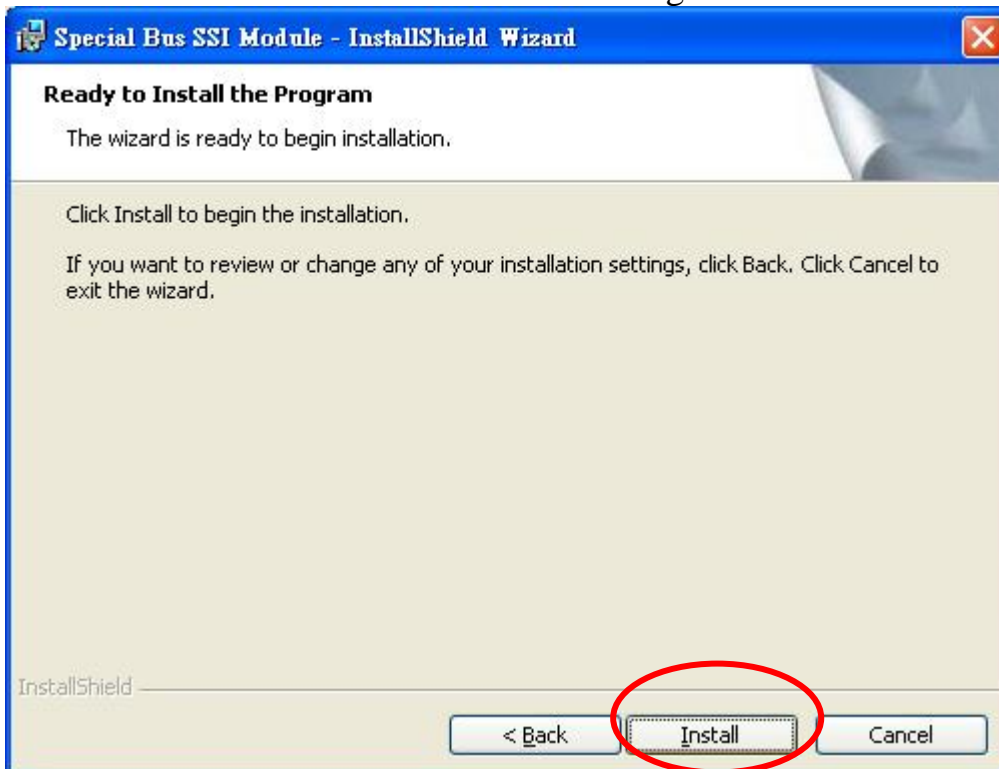 Special Bus SSI Module - InstallShield Wizard
Ready to Install the Program
The wizard is ready to begin installation.
Click Install to begin the installation.
If you want to review or change any of your installation settings, click Back. Click Cancel to
exit the wizard.
InstallShield
< Back
Install
Cancel